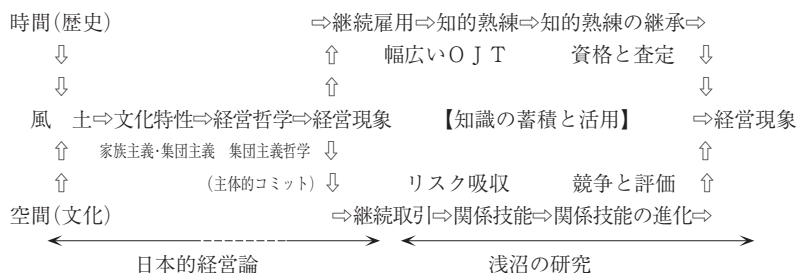 時間(歴史) ⇨継続雇用⇨知的熟練⇨知的熟練の継承⇨
⇩ ⇧ 幅広いOJT 資格と査定 ⇩
⇩ ⇧ ⇩
風 土⇨文化特性⇨経営哲学⇨経営現象 【知識の蓄積と活用】 ⇨経営現象
⇧ 家族主義・集団主義 集団主義哲学 ⇩ ⇧
⇧ (主体的コミット) ⇩ リスク吸収 競争と評価 ⇧
空間(文化) ⇨継続取引⇨関係技能⇨関係技能の進化⇨
日本的経営論 浅沼の研究